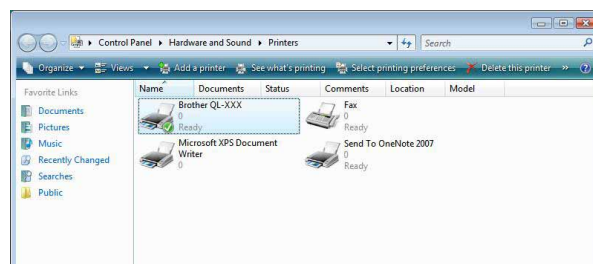 Control Panel ▸ Hardware and Sound ▸ Printers
Search
Organize Views Add a printer See what's printing Select printing preferences Delete this printer »
Favorite Links
Documents
Pictures
Music
Recently Changed
Searches
Public
Name Documents Status Comments Location Model
Brother QL-XXX
0
Ready
Fax
0
Ready
Microsoft XPS Document
Writer
0
Send To OneNote 2007
0
Ready